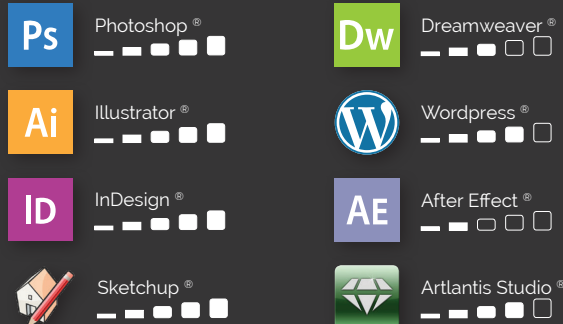 Ps Photoshop ®
Dw Dreamweaver ®
Ai Illustrator ®
W Wordpress ®
ID InDesign ®
AE After Effect ®
Sketchup ®
Artlantis Studio ®